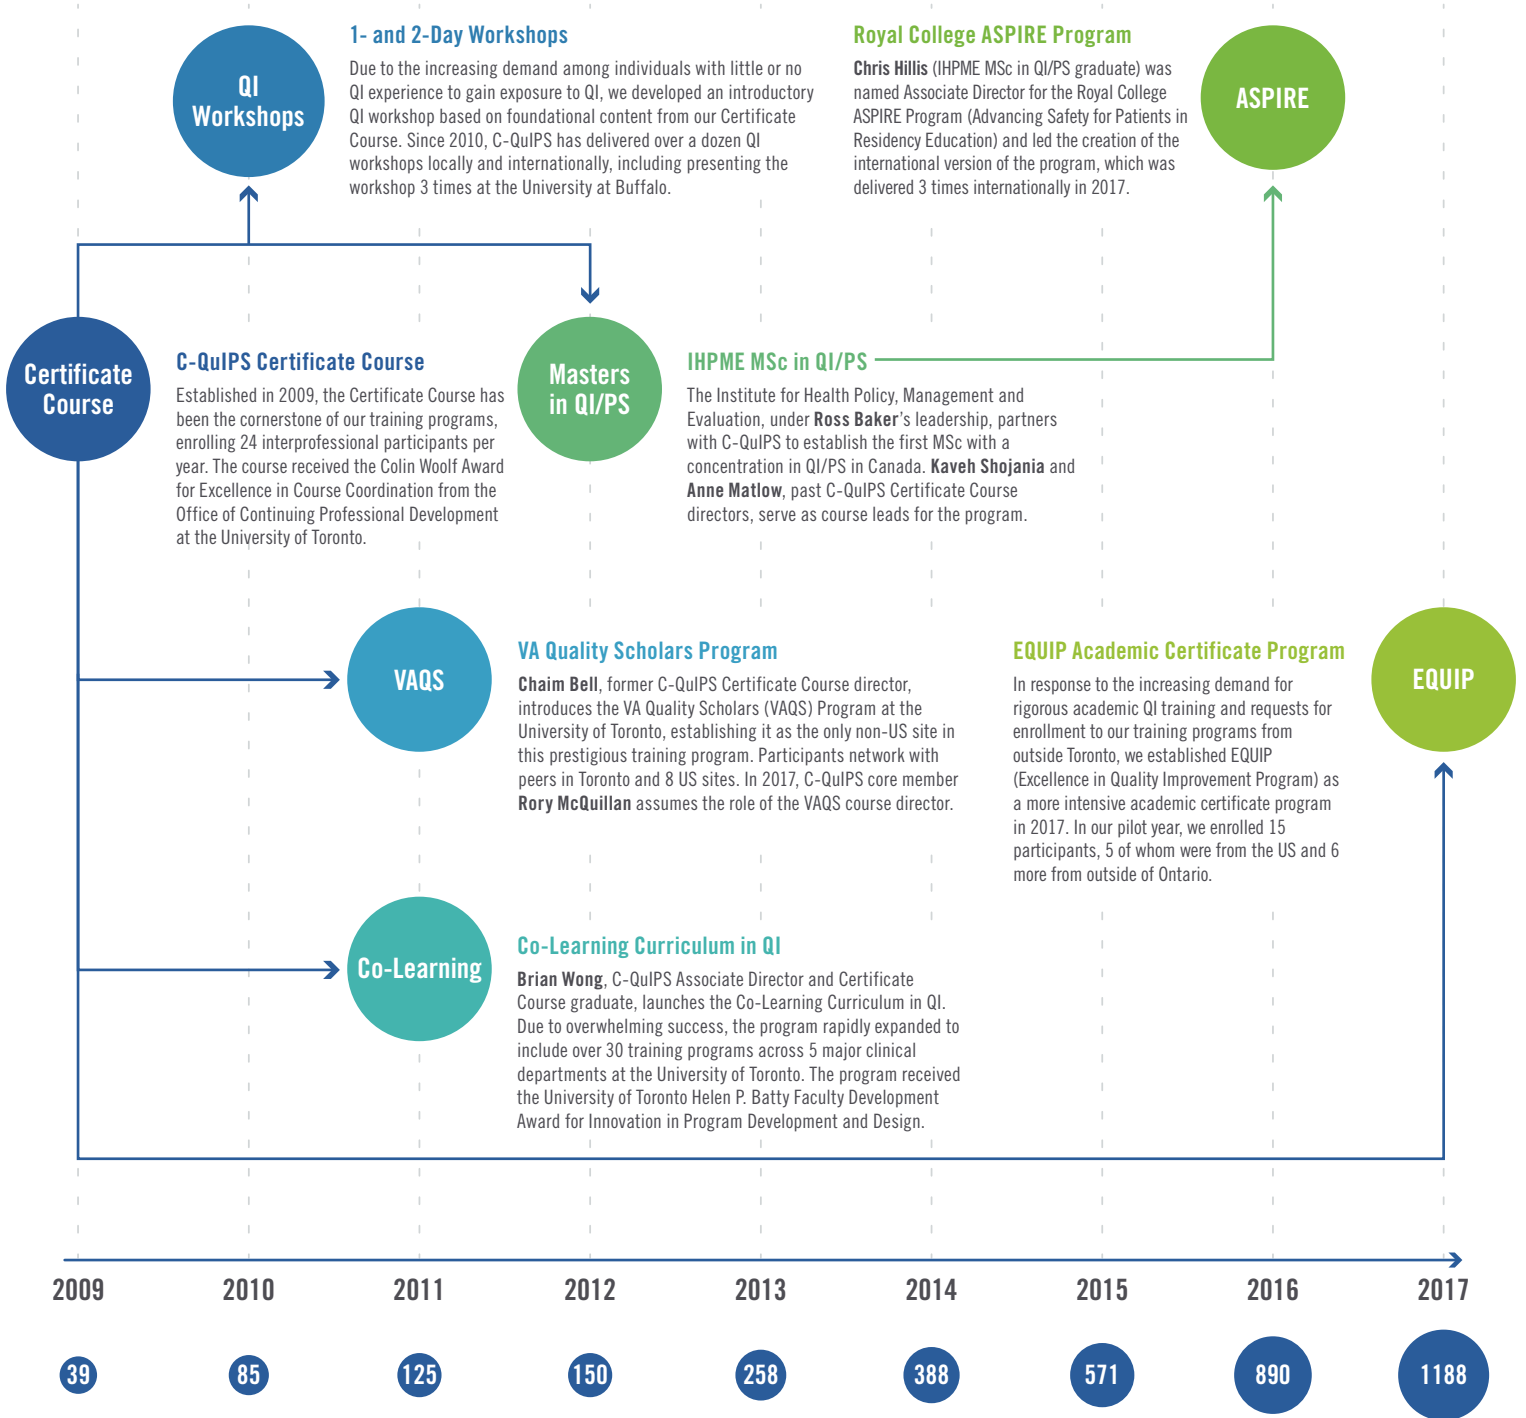 QI
Workshops
1- and 2-Day Workshops
Due to the increasing demand among individuals with little or no
QI experience to gain exposure to QI, we developed an introductory
QI workshop based on foundational content from our Certificate
Course. Since 2010, C-QuIPS has delivered over a dozen QI
workshops locally and internationally, including presenting the
workshop 3 times at the University at Buffalo.
Royal College ASPIRE Program
Chris Hillis (IHPME MSc in QI/PS graduate) was
named Associate Director for the Royal College
ASPIRE Program (Advancing Safety for Patients in
Residency Education) and led the creation of the
international version of the program, which was
delivered 3 times internationally in 2017.
ASPIRE
Certificate
Course
C-QuIPS Certificate Course
Established in 2009, the Certificate Course has
been the cornerstone of our training programs,
enrolling 24 interprofessional participants per
year. The course received the Colin Woolf Award
for Excellence in Course Coordination from the
Office of Continuing Professional Development
at the University of Toronto.
Masters
in QI/PS
IHPME MSc in QI/PS
The Institute for Health Policy, Management and
Evaluation, under Ross Baker's leadership, partners
with C-QuIPS to establish the first MSc with a
concentration in QI/PS in Canada. Kaveh Shojania and
Anne Matlow, past C-QuIPS Certificate Course
directors, serve as course leads for the program.
VAQS
VA Quality Scholars Program
Chaim Bell, former C-QuIPS Certificate Course director,
introduces the VA Quality Scholars (VAQS) Program at the
University of Toronto, establishing it as the only non-US site in
this prestigious training program. Participants network with
peers in Toronto and 8 US sites. In 2017, C-QuIPS core member
Rory McQuillan assumes the role of the VAQS course director.
EQUIP Academic Certificate Program
In response to the increasing demand for
rigorous academic QI training and requests for
enrollment to our training programs from
outside Toronto, we established EQUIP
(Excellence in Quality Improvement Program) as
a more intensive academic certificate program
in 2017. In our pilot year, we enrolled 15
participants, 5 of whom were from the US and 6
more from outside of Ontario.
EQUIP
Co-Learning
Co-Learning Curriculum in QI
Brian Wong, C-QuIPS Associate Director and Certificate
Course graduate, launches the Co-Learning Curriculum in QI.
Due to overwhelming success, the program rapidly expanded to
include over 30 training programs across 5 major clinical
departments at the University of Toronto. The program received
the University of Toronto Helen P. Batty Faculty Development
Award for Innovation in Program Development and Design.
2009 2010 2011 2012 2013 2014 2015 2016 2017
39 85 125 150 258 388 571 890 1188